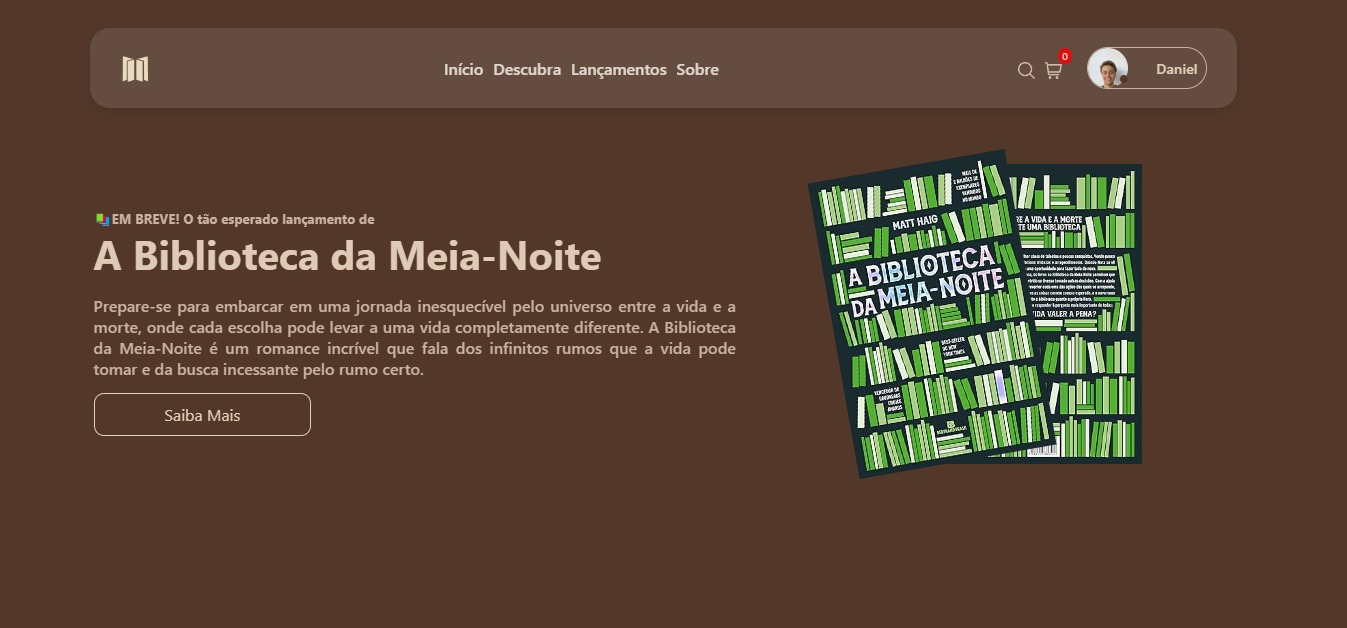 Início Descubra Lançamentos Sobre
0
Daniel
EM BREVE! O tão esperado lançamento de
A Biblioteca da Meia-Noite
Prepare-se para embarcar em uma jornada inesquecível pelo universo entre a vida e a
morte, onde cada escolha pode levar a uma vida completamente diferente. A Biblioteca
da Meia-Noite é um romance incrível que fala dos infinitos rumos que a vida pode
tomar e da busca incessante pelo rumo certo.
Saiba Mais
MAIS DE
2 MILHÕES DE
EXEMPLARES
VENDIDOS
NO MUNDO
MATT HAIG
A BIBLIOTECA
DA MEIA-NOITE
BEST-SELLER
DO NEW
YORK TIMES
VENCEDOR DO
GOODREADS
CHOICE
AWARDS
RE A VIDA E A MORTE
TE UMA BIBLIOTECA
IDA VALER A PENA?